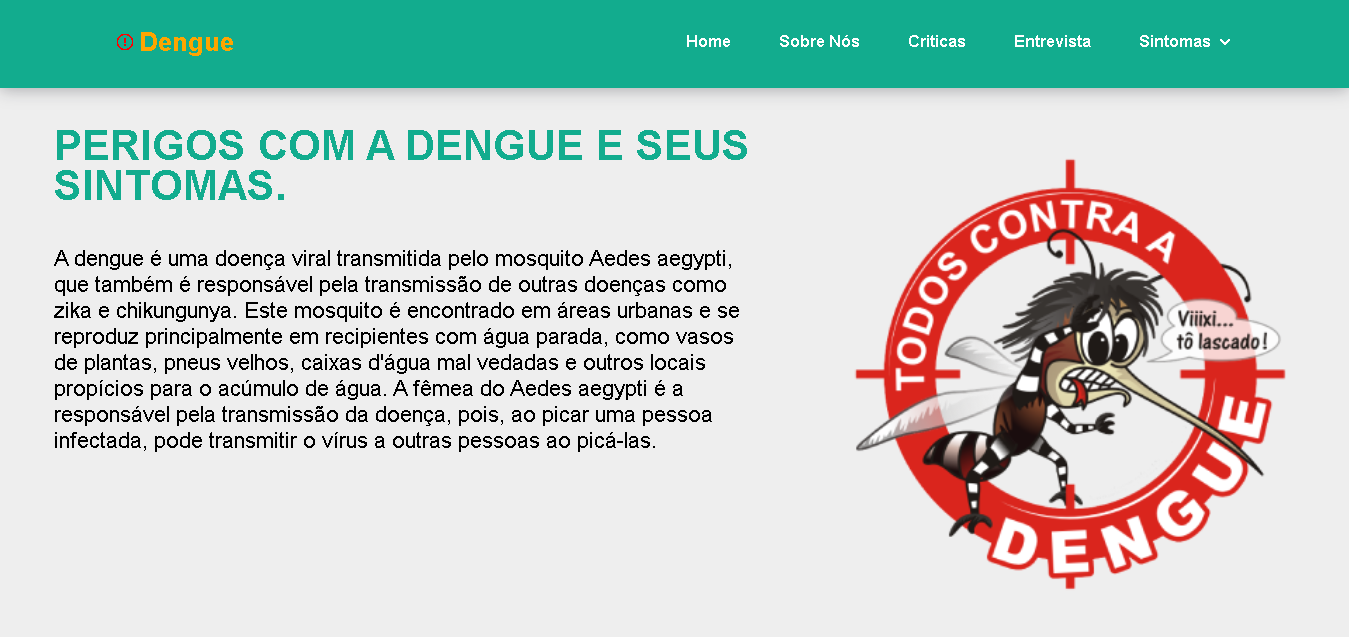 Dengue
Home
Sobre Nós
Criticas
Entrevista
Sintomas
PERIGOS COM A DENGUE E SEUS
SINTOMAS.
A dengue é uma doença viral transmitida pelo mosquito Aedes aegypti,
que também é responsável pela transmissão de outras doenças como
zika e chikungunya. Este mosquito é encontrado em áreas urbanas e se
reproduz principalmente em recipientes com água parada, como vasos
de plantas, pneus velhos, caixas d'água mal vedadas e outros locais
propícios para o acúmulo de água. A fêmea do Aedes aegypti é a
responsável pela transmissão da doença, pois, ao picar uma pessoa
infectada, pode transmitir o vírus a outras pessoas ao picá-las.
TODOS CONTRA A
Viiixi...
tô lascado!
DENGUE